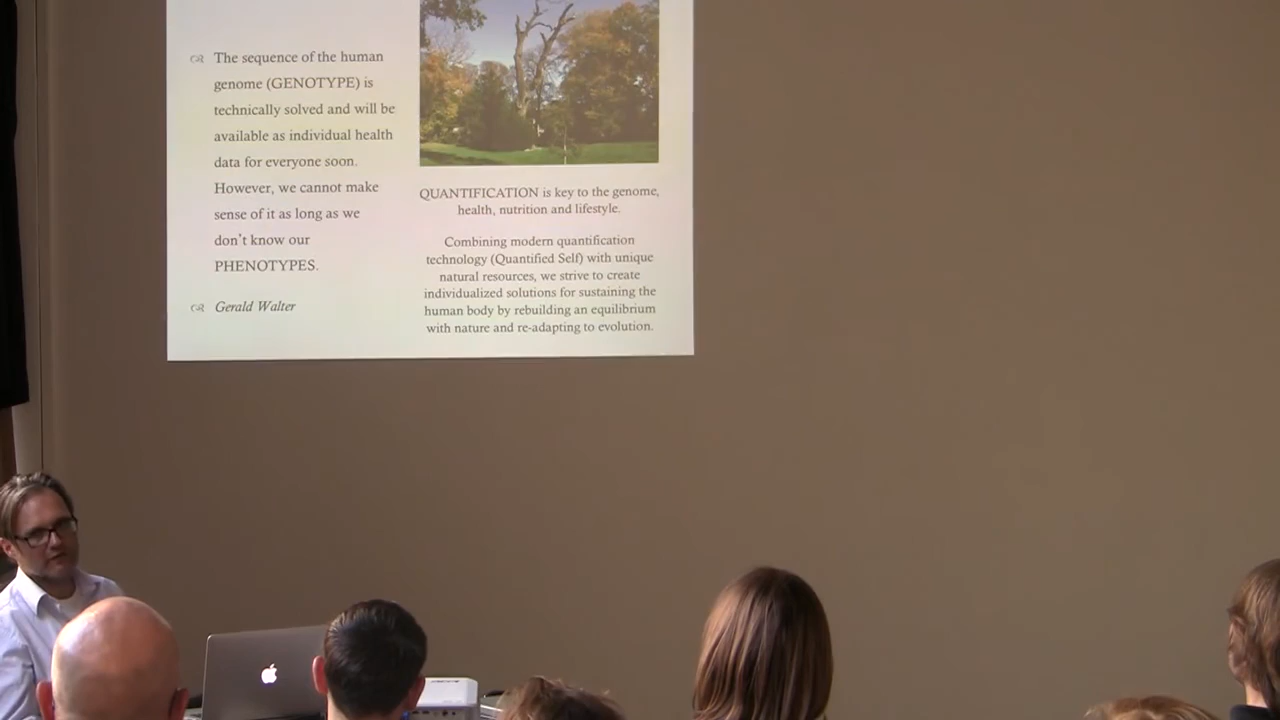 The sequence of the human
genome (GENOTYPE) is
technically solved and will be
available as individual health
data for everyone soon.
However, we cannot make
sense of it as long as we
don't know our
PHENOTYPES.
Gerald Walter
QUANTIFICATION is key to the genome,
health, nutrition and lifestyle.
Combining modern quantification
technology (Quantified Self) with unique
natural resources, we strive to create
individualized solutions for sustaining the
human body by rebuilding an equilibrium
with nature and re-adapting to evolution.